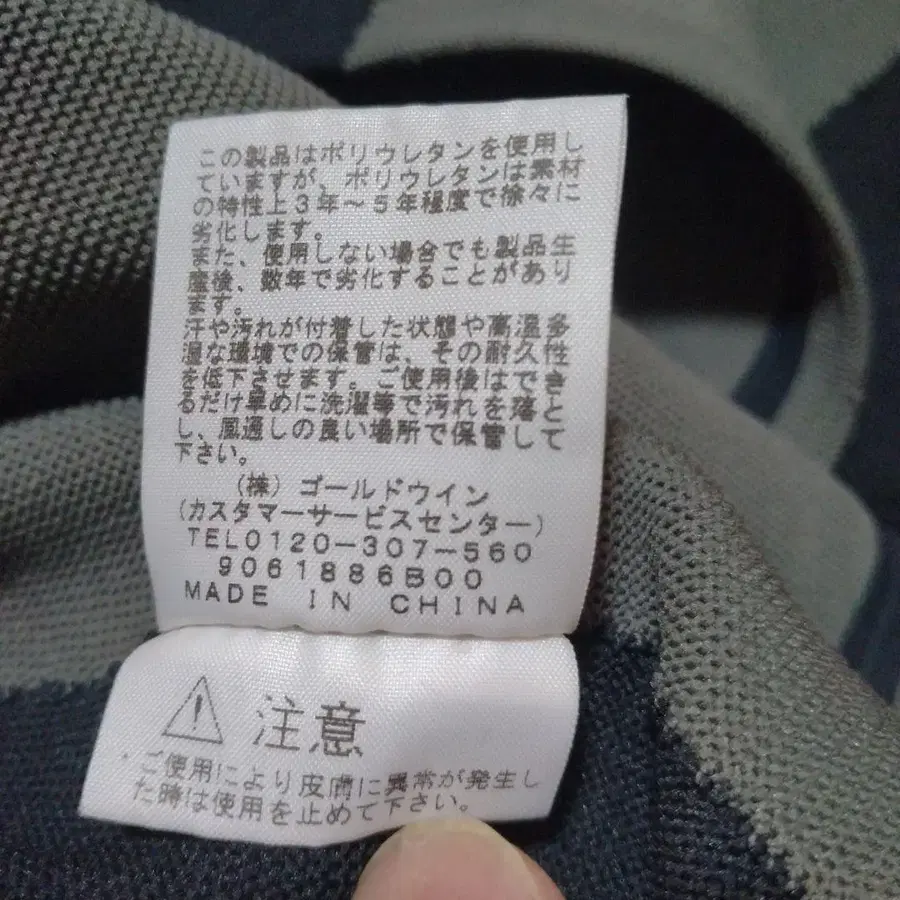 この製品はポリウレタンを使用し
ていますが、ポリウレタンは素材
の特性上3年～5年程度で徐々に
劣化します。
また、使用しない場合でも製品生
産後、数年で劣化することがあり
ます。
汗や汚れが付着した状態や高温多
湿な環境での保管は、その耐久性
を低下させます。ご使用後はでき
るだけ早めに洗濯等で汚れを落と
し、風通しの良い場所で保管して
下さい。
(株)ゴールドウイン
(カスタマーサービスセンター)
TEL0120-307-560
9061886B00
MADE IN CHINA
注意
・ご使用により皮膚に異常が発生し
た時は使用を止めて下さい。